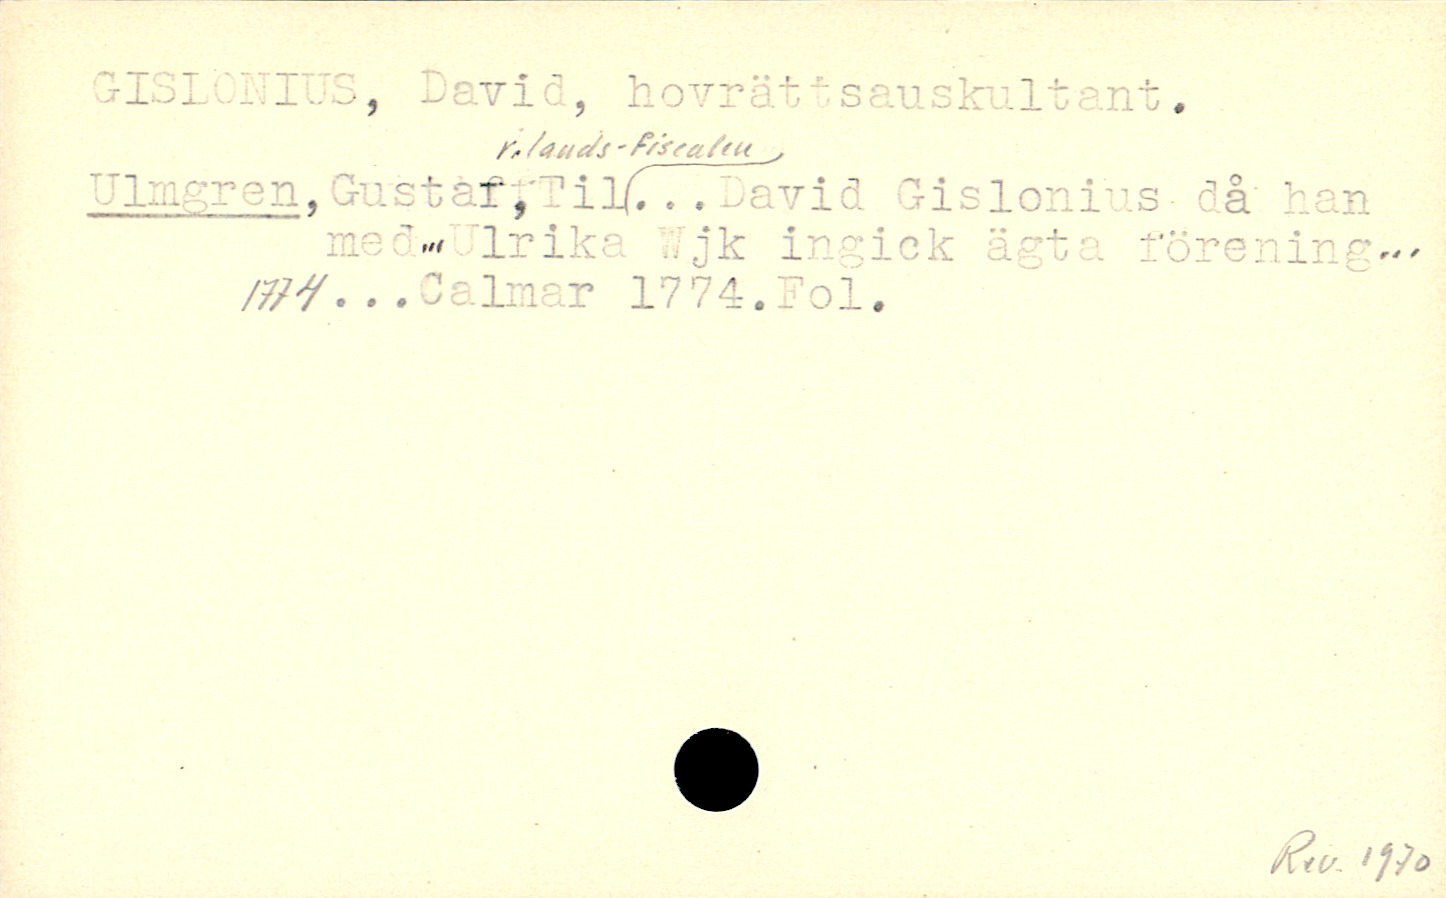 GISLONIUS, David, hovrättsauskultant.
v. lands-fiscalen
Ulmgren, Gustaf, Til ... David Gislonius då han
med ... Ulrika Wjk ingick ägta förening...
1774 ... Calmar 1774. Fol.
Rev. 1970